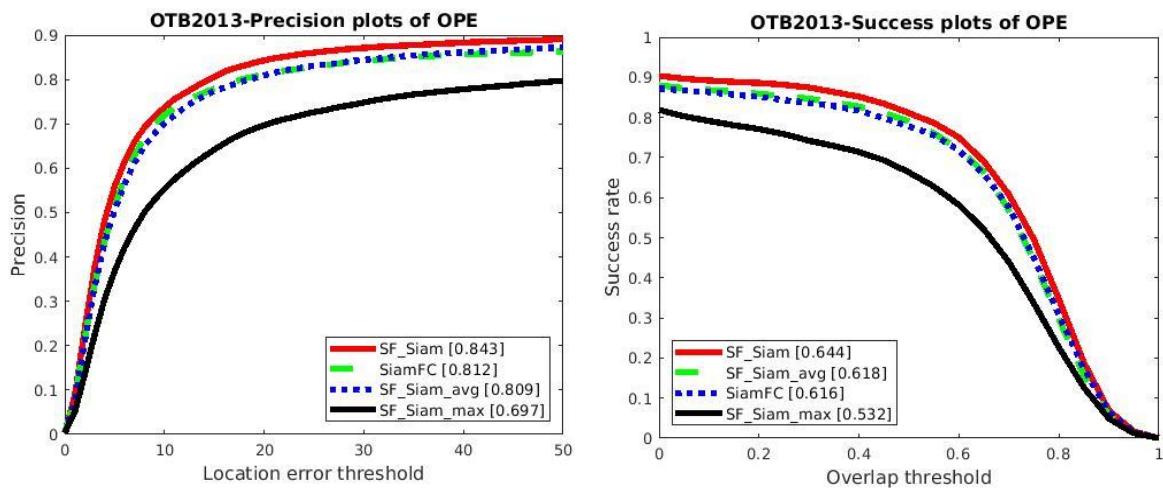 OTB2013-Precision plots of OPE
0.9
0.8
0.7
0.6
0.5
0.4
0.3
0.2
0.1
0
Precision
SF_Siam [0.843]
SiamFC [0.812]
SF_Siam_avg [0.809]
SF_Siam_max [0.697]
0 10 20 30 40 50
Location error threshold
OTB2013-Success plots of OPE
1
0.9
0.8
0.7
0.6
0.5
0.4
0.3
0.2
0.1
0
Success rate
SF_Siam [0.644]
SF_Siam_avg [0.618]
SiamFC [0.616]
SF_Siam_max [0.532]
0 0.2 0.4 0.6 0.8 1
Overlap threshold